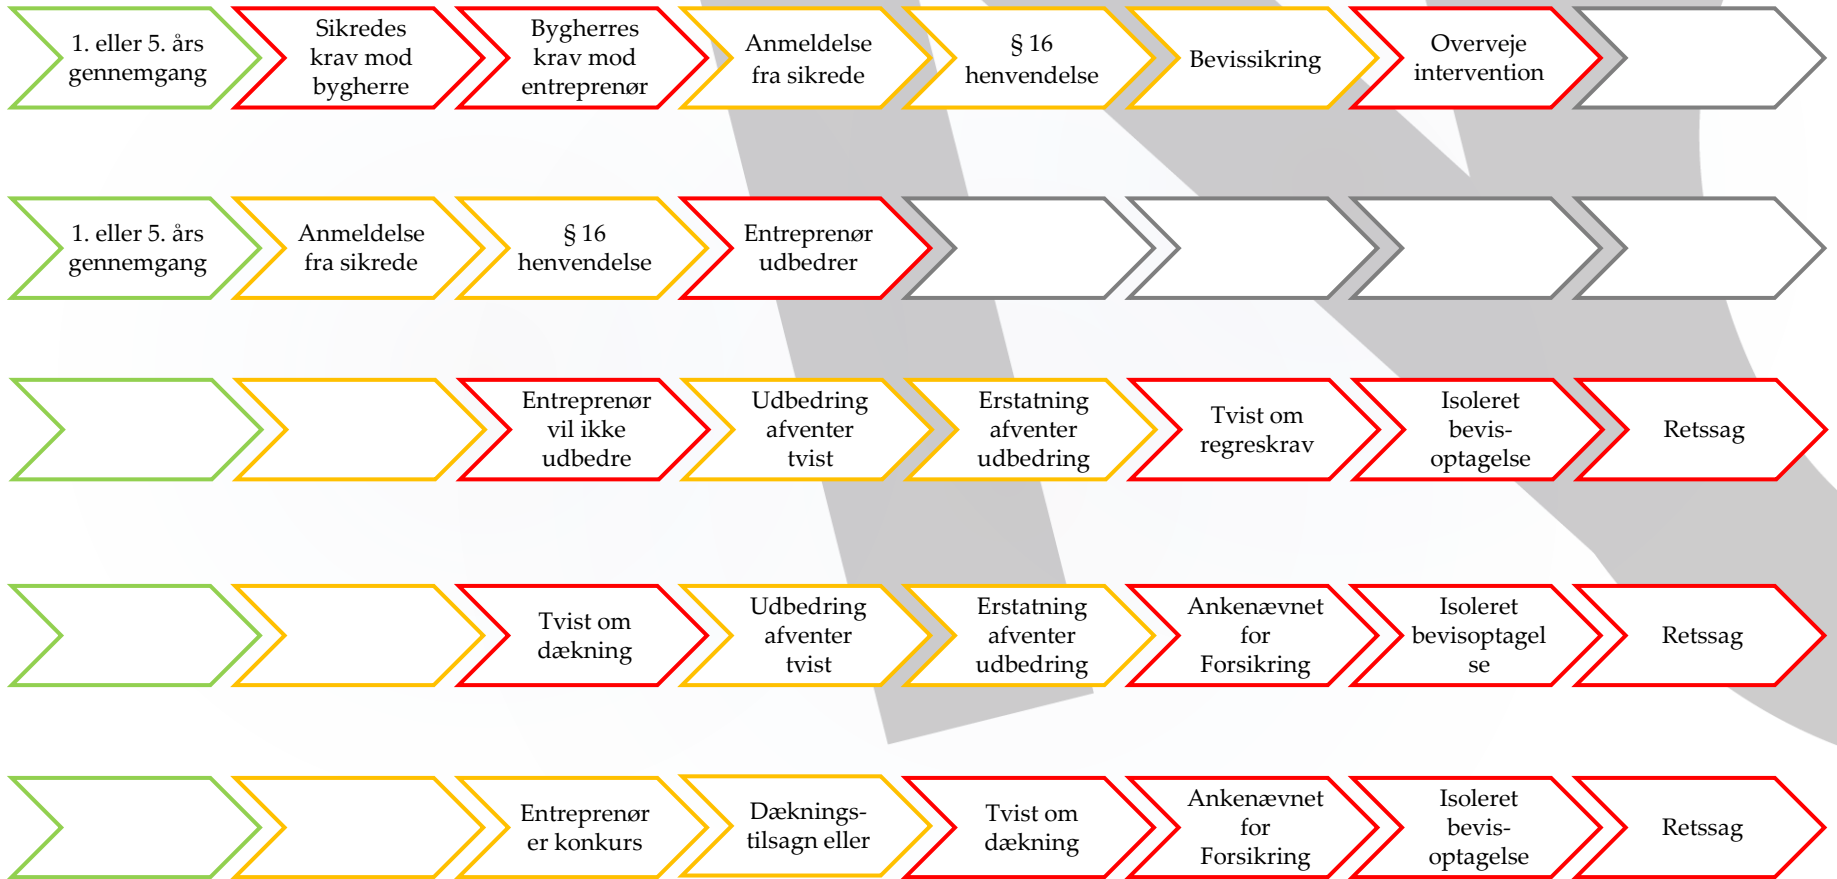 1. eller 5. års
gennemgang
Sikredes
krav mod
bygherre
Bygherres
krav mod
entreprenør
Anmeldelse
fra sikrede
§ 16
henvendelse
Bevissikring
Overveje
intervention
1. eller 5. års
gennemgang
Anmeldelse
fra sikrede
§ 16
henvendelse
Entreprenør
udbedrer
Entreprenør
vil ikke
udbedre
Udbedring
afventer
tvist
Erstatning
afventer
udbedring
Tvist om
regreskrav
Isoleret
bevis-
optagelse
Retssag
Tvist om
dækning
Udbedring
afventer
tvist
Erstatning
afventer
udbedring
Ankenævnet
for
Forsikring
Isoleret
bevisoptagel
se
Retssag
Entreprenør
er konkurs
Dæknings-
tilsagn eller
Tvist om
dækning
Ankenævnet
for
Forsikring
Isoleret
bevis-
optagelse
Retssag